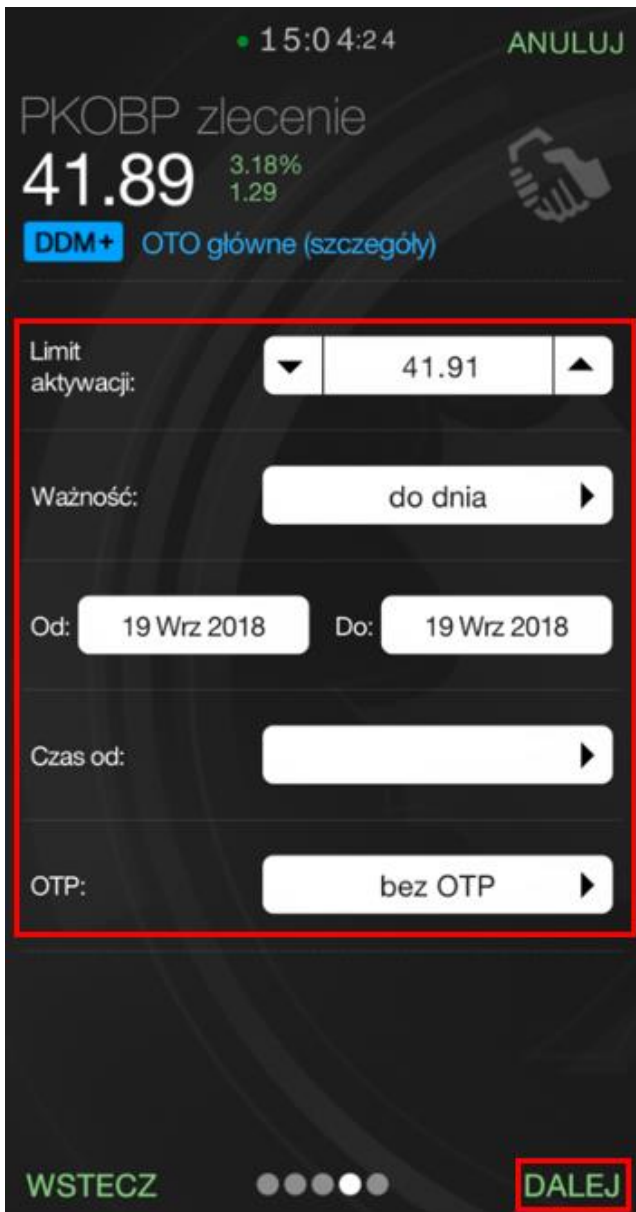 15:04:24 ANULUJ
PKOBP zlecenie
41.89 3.18%
1.29
DDM+ OTO główne (szczegóły)
Limit
aktywacji: 41.91
Ważność: do dnia
Od: 19 Wrz 2018 Do: 19 Wrz 2018
Czas od:
OTP: bez OTP
WSTECZ DALEJ